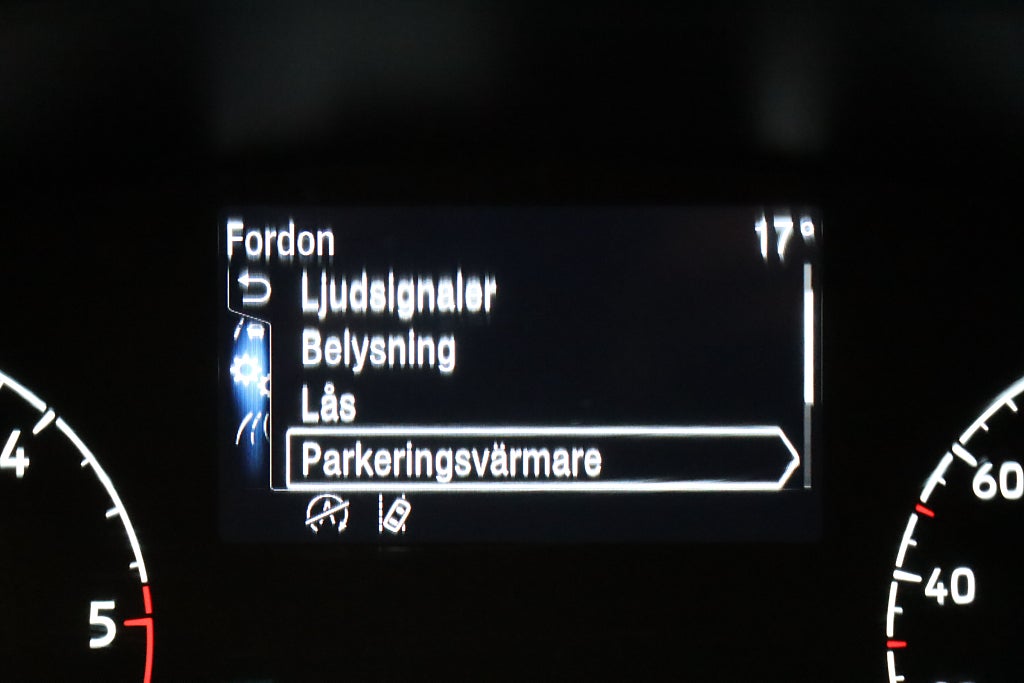 Fordon 17°
Ljudsignaler
Belysning
Lås
Parkeringsvärmare
A
4
5
60
40